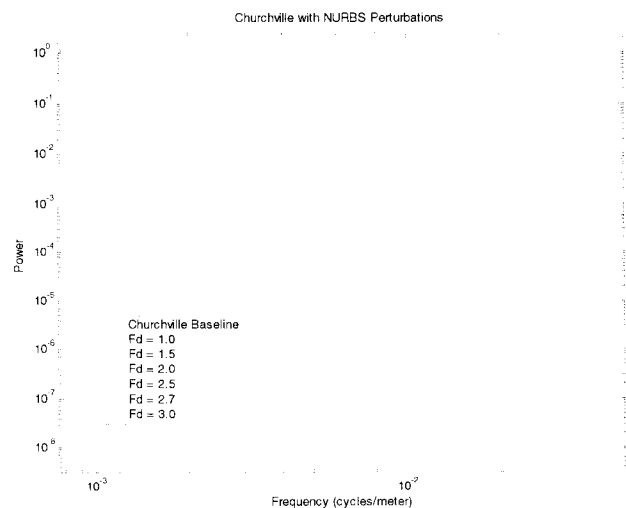 Churchville with NURBS Perturbations
10^0
10^-1
10^-2
10^-3
10^-4
10^-5
10^-6
10^-7
10^-8
Power
Churchville Baseline
Fd = 1.0
Fd = 1.5
Fd = 2.0
Fd = 2.5
Fd = 2.7
Fd = 3.0
10^-3
10^-2
Frequency (cycles/meter)